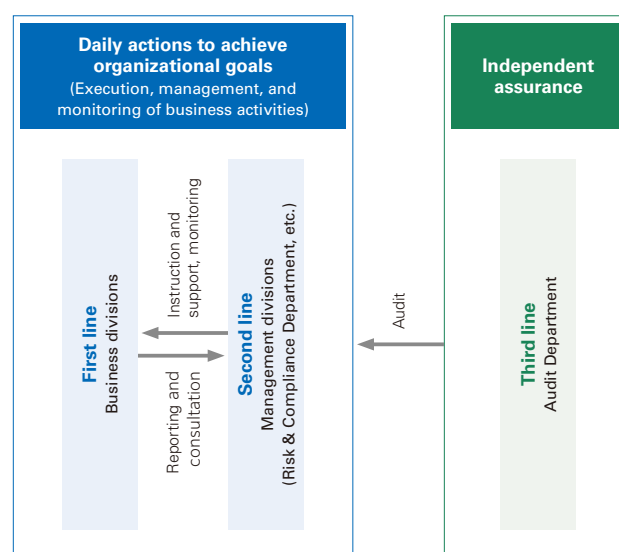 Daily actions to achieve
organizational goals
(Execution, management, and
monitoring of business activities)
Independent
assurance
First line
Business divisions
Instruction and
support, monitoring
Reporting and
consultation
Second line
Management divisions
(Risk & Compliance Department, etc.)
Audit
Third line
Audit Department